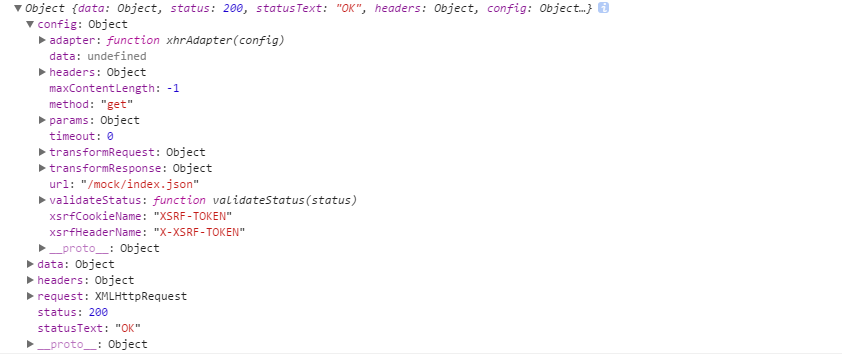 Object {data: Object, status: 200, statusText: "OK", headers: Object, config: Object…}
config: Object
adapter: function xhrAdapter(config)
data: undefined
headers: Object
maxContentLength: -1
method: "get"
params: Object
timeout: 0
transformRequest: Object
transformResponse: Object
url: "/mock/index.json"
validateStatus: function validateStatus(status)
xsrfCookieName: "XSRF-TOKEN"
xsrfHeaderName: "X-XSRF-TOKEN"
__proto__: Object
data: Object
headers: Object
request: XMLHttpRequest
status: 200
statusText: "OK"
__proto__: Object